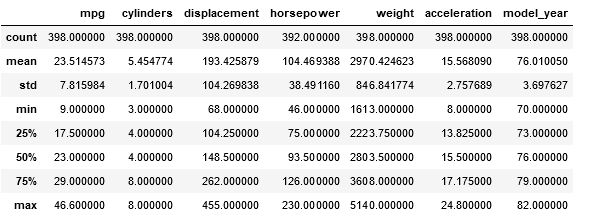 mpg cylinders displacement horsepower weight acceleration model_year
count 398.000000 398.000000 398.000000 392.000000 398.000000 398.000000 398.000000
mean 23.514573 5.454774 193.425879 104.469388 2970.424623 15.568090 76.010050
std 7.815984 1.701004 104.269838 38.491160 846.841774 2.757689 3.697627
min 9.000000 3.000000 68.000000 46.000000 1613.000000 8.000000 70.000000
25% 17.500000 4.000000 104.250000 75.000000 2223.750000 13.825000 73.000000
50% 23.000000 4.000000 148.500000 93.500000 2803.500000 15.500000 76.000000
75% 29.000000 8.000000 262.000000 126.000000 3608.000000 17.175000 79.000000
max 46.600000 8.000000 455.000000 230.000000 5140.000000 24.800000 82.000000